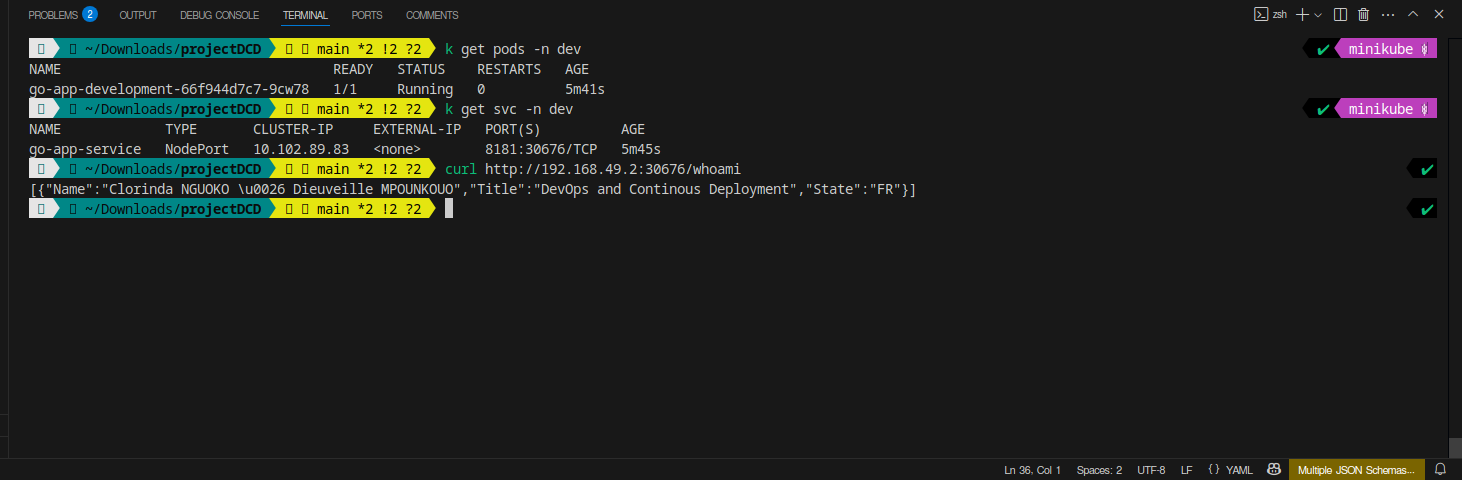 PROBLEMS 2 OUTPUT DEBUG CONSOLE TERMINAL PORTS COMMENTS zsh
~/Downloads/projectDCD main *2 !2 ?2 k get pods -n dev ✔ minikube
NAME READY STATUS RESTARTS AGE
go-app-development-66f944d7c7-9cw78 1/1 Running 0 5m41s
~/Downloads/projectDCD main *2 !2 ?2 k get svc -n dev ✔ minikube
NAME TYPE CLUSTER-IP EXTERNAL-IP PORT(S) AGE
go-app-service NodePort 10.102.89.83 <none> 8181:30676/TCP 5m45s
~/Downloads/projectDCD main *2 !2 ?2 curl http://192.168.49.2:30676/whoami ✔
[{"Name":"Clorinda NGUOKO \u0026 Dieuveille MPOUNKOUO","Title":"DevOps and Continous Deployment","State":"FR"}]
~/Downloads/projectDCD main *2 !2 ?2 ✔
Ln 36, Col 1 Spaces: 2 UTF-8 LF {} YAML Multiple JSON Schemas...